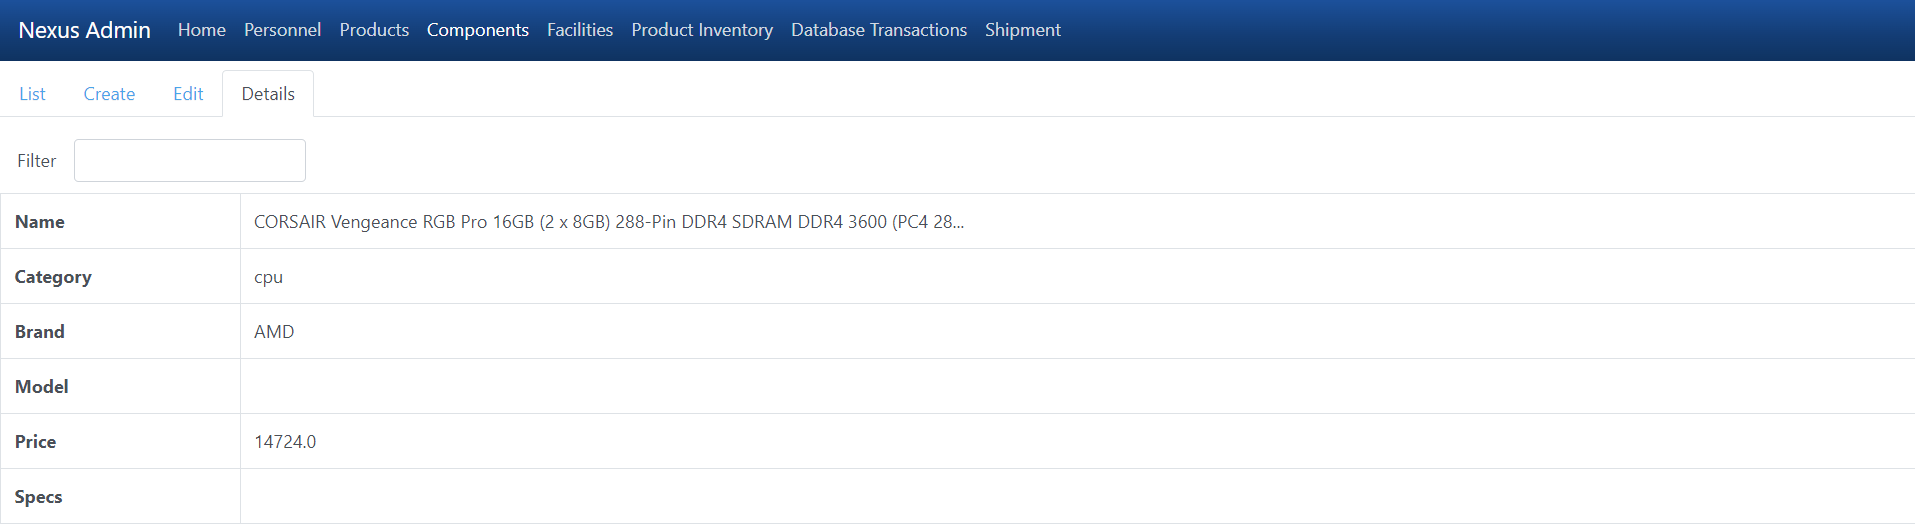 Nexus Admin Home Personnel Products Components Facilities Product Inventory Database Transactions Shipment
List Create Edit Details
Filter
Name CORSAIR Vengeance RGB Pro 16GB (2 x 8GB) 288-Pin DDR4 SDRAM DDR4 3600 (PC4 28...
Category cpu
Brand AMD
Model
Price 14724.0
Specs